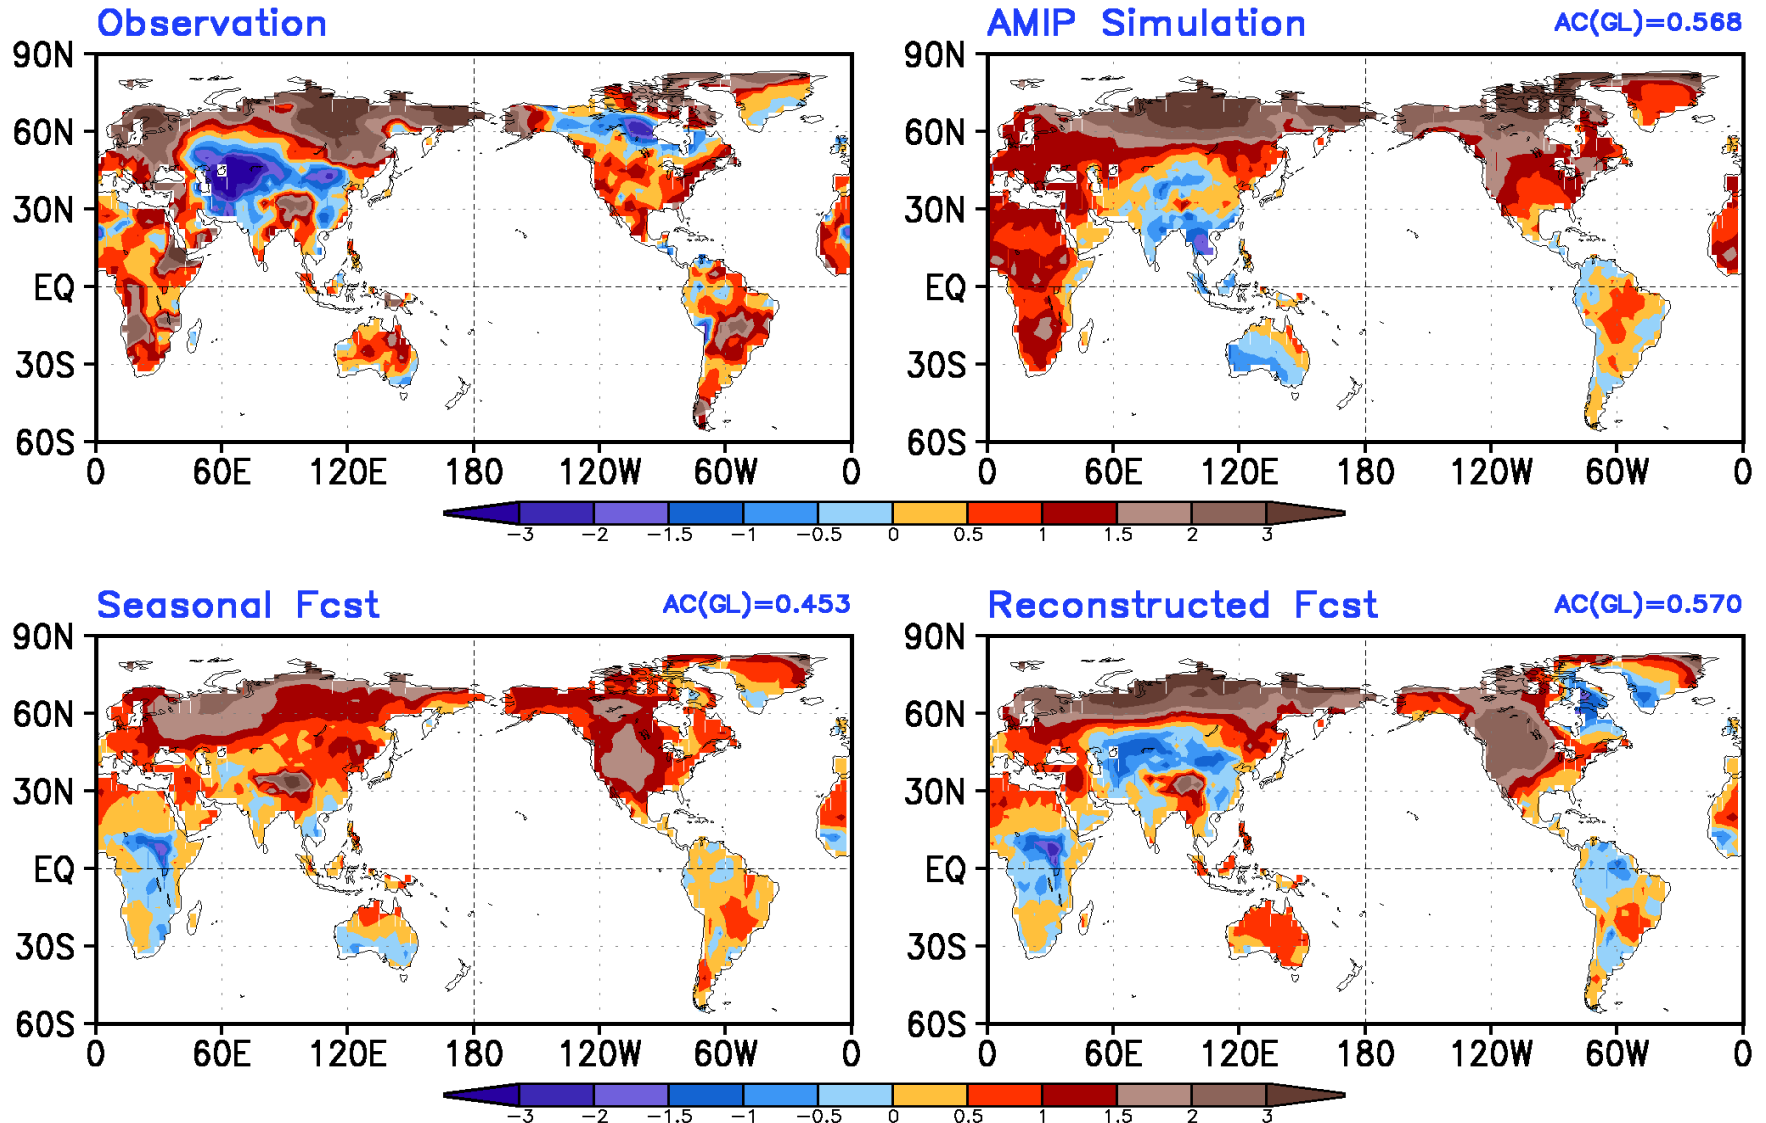 Observation
AMIP Simulation AC(GL)=0.568
90N
60N
30N
EQ
30S
60S
0 60E 120E 180 120W 60W 0
90N
60N
30N
EQ
30S
60S
0 60E 120E 180 120W 60W 0
-3 -2 -1.5 -1 -0.5 0 0.5 1 1.5 2 3
Seasonal Fcst AC(GL)=0.453
Reconstructed Fcst AC(GL)=0.570
90N
60N
30N
EQ
30S
60S
0 60E 120E 180 120W 60W 0
90N
60N
30N
EQ
30S
60S
0 60E 120E 180 120W 60W 0
-3 -2 -1.5 -1 -0.5 0 0.5 1 1.5 2 3